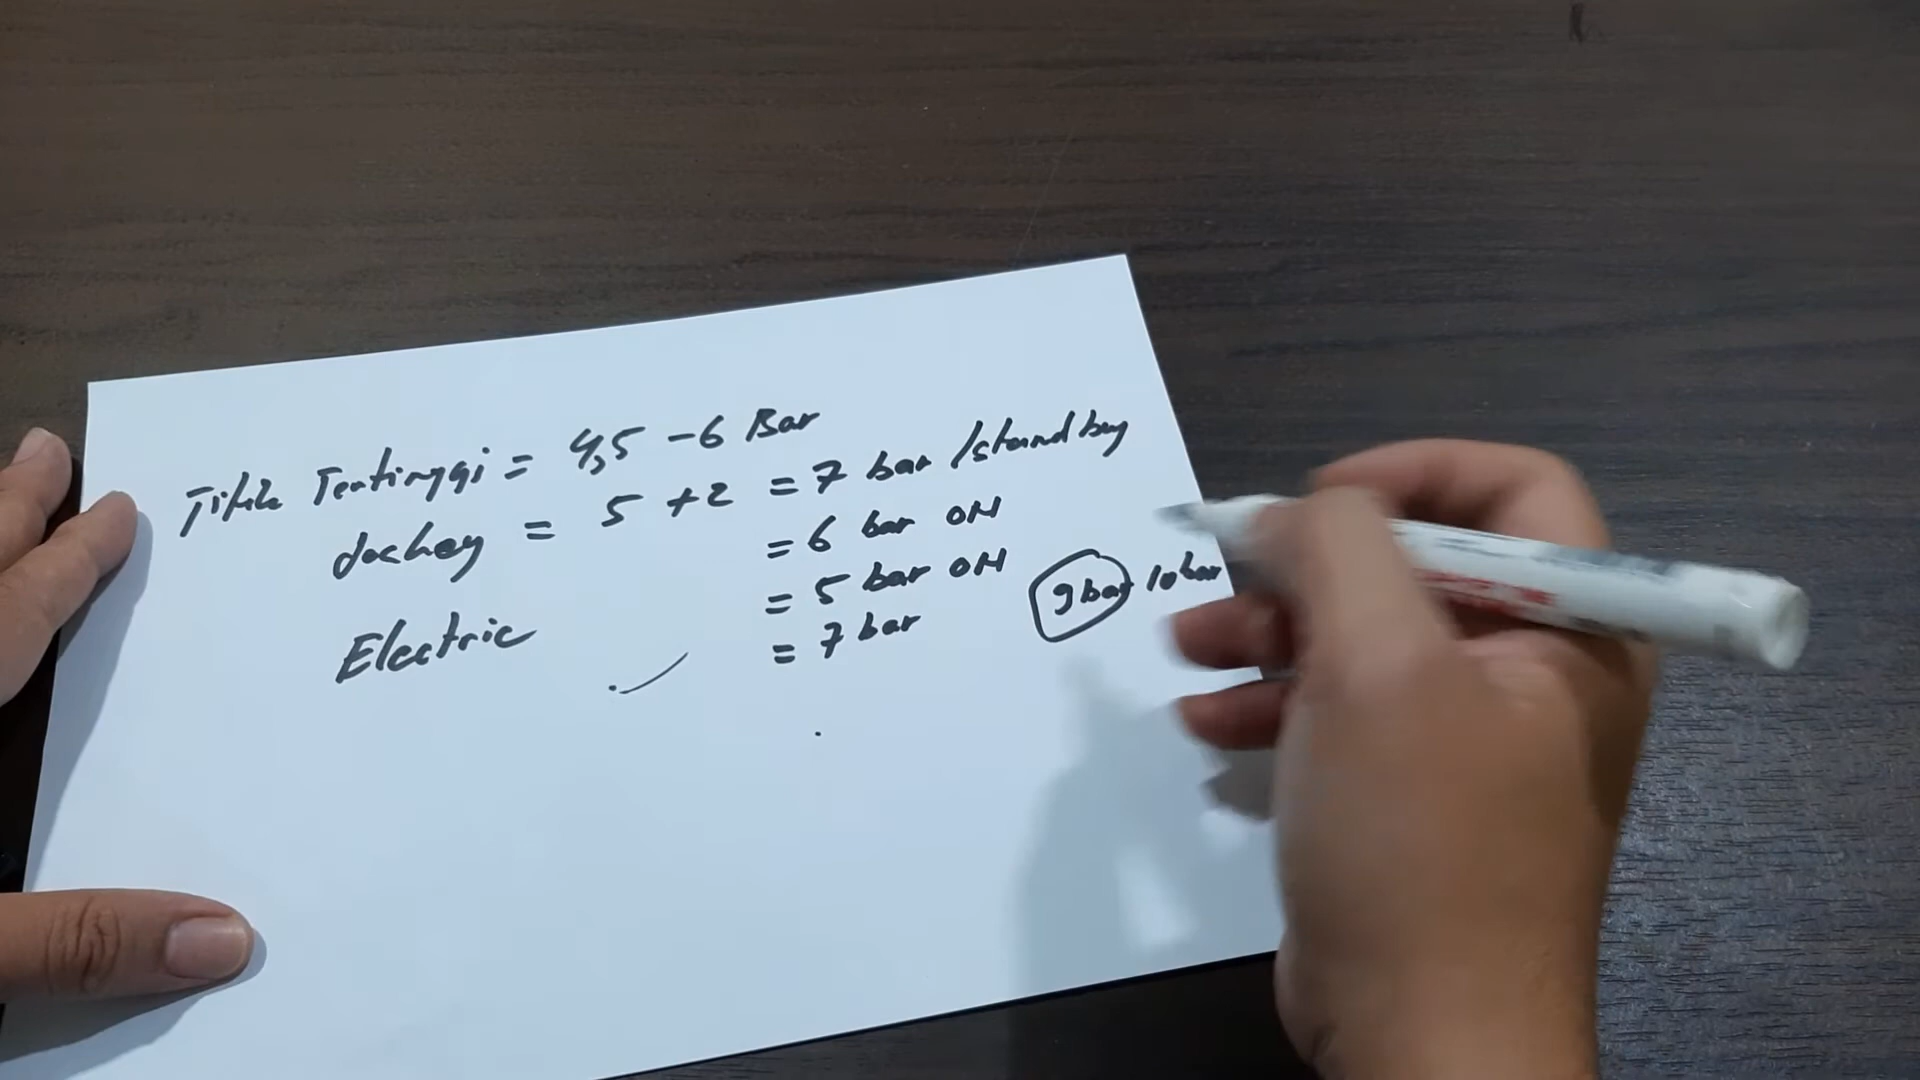 Titik Tertinggi = 4,5 - 6 Bar
Jockey = 5 + 2 = 7 bar / standby
= 6 bar ON
Electric = 5 bar ON
= 7 bar
9 bar 10 bar